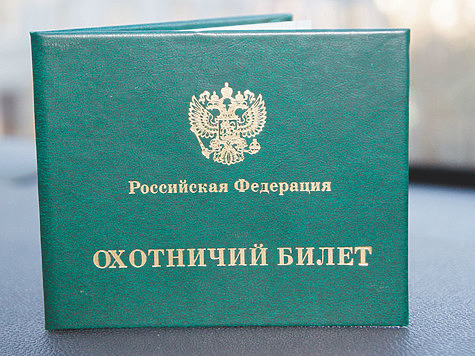 Российская Федерация
ОХОТНИЧИЙ БИЛЕТ